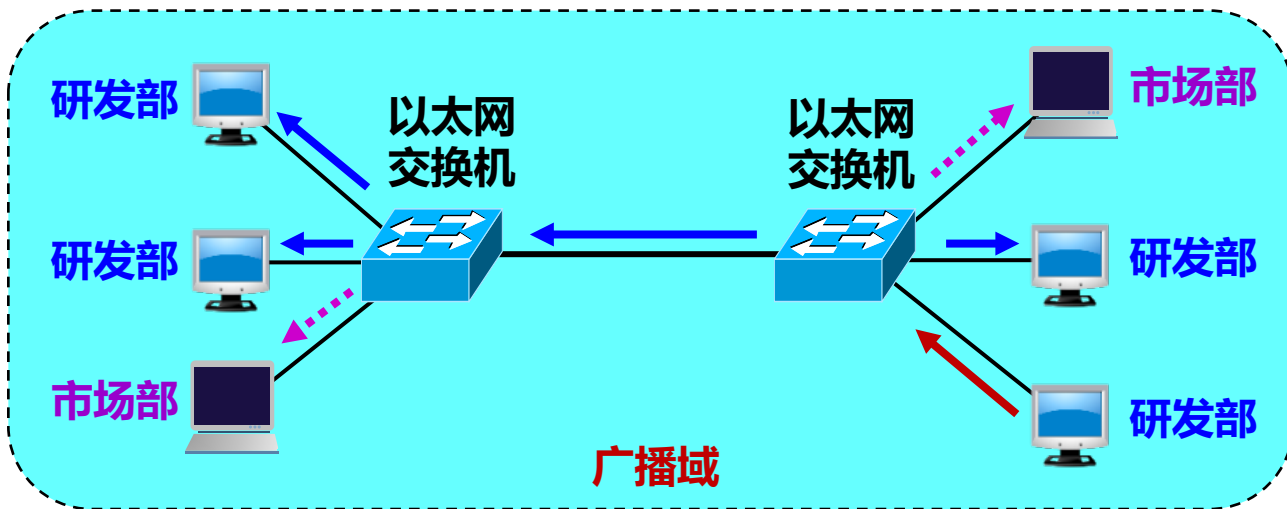 研发部
以太网
交换机
以太网
交换机
市场部
研发部
研发部
市场部
研发部
广播域